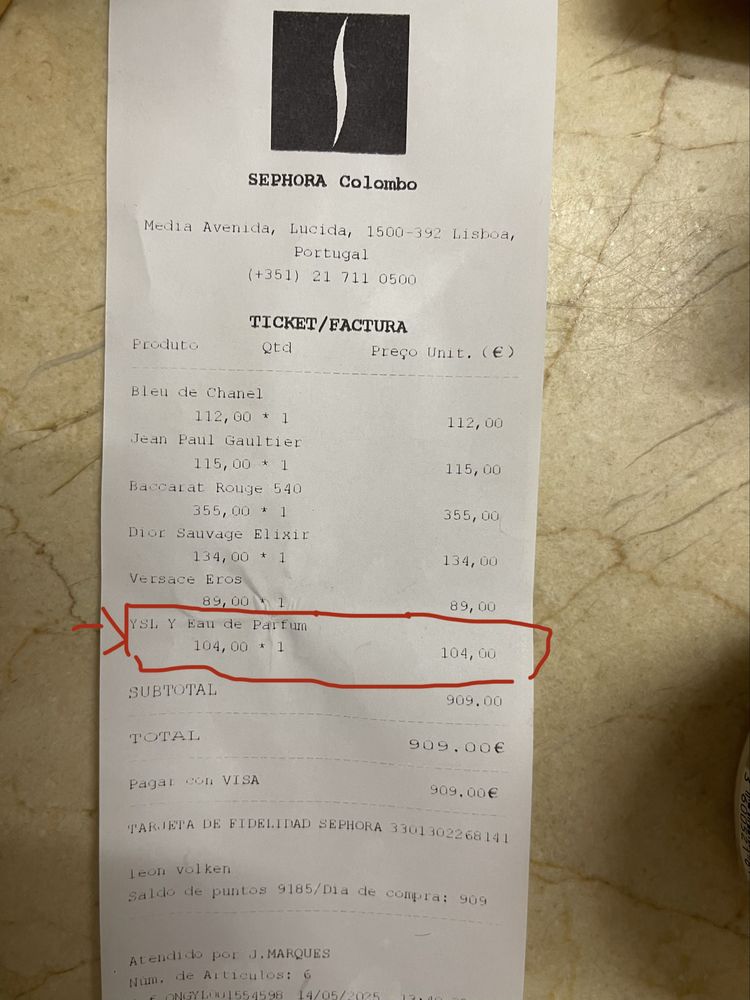 SEPHORA Colombo
Media Avenida, Lucida, 1500-392 Lisboa,
Portugal
(+351) 21 711 0500
TICKET/FACTURA
Produto Qtd Preço Unit. (€)
Bleu de Chanel
112,00 * 1 112,00
Jean Paul Gaultier
115,00 * 1 115,00
Baccarat Rouge 540
355,00 * 1 355,00
Dior Sauvage Elixir
134,00 * 1 134,00
Versace Eros
89,00 * 1 89,00
YSL Y Eau de Parfum
104,00 * 1 104,00
SUBTOTAL 909.00
TOTAL 909.00€
Pagar con VISA 909.00€
TARJETA DE FIDELIDAD SEPHORA 3301302268141
leon volken
Saldo de puntos 9185/Dia de compra: 909
Atendido por J.MARQUES
Num. de Articulos: 6
14/05/2025